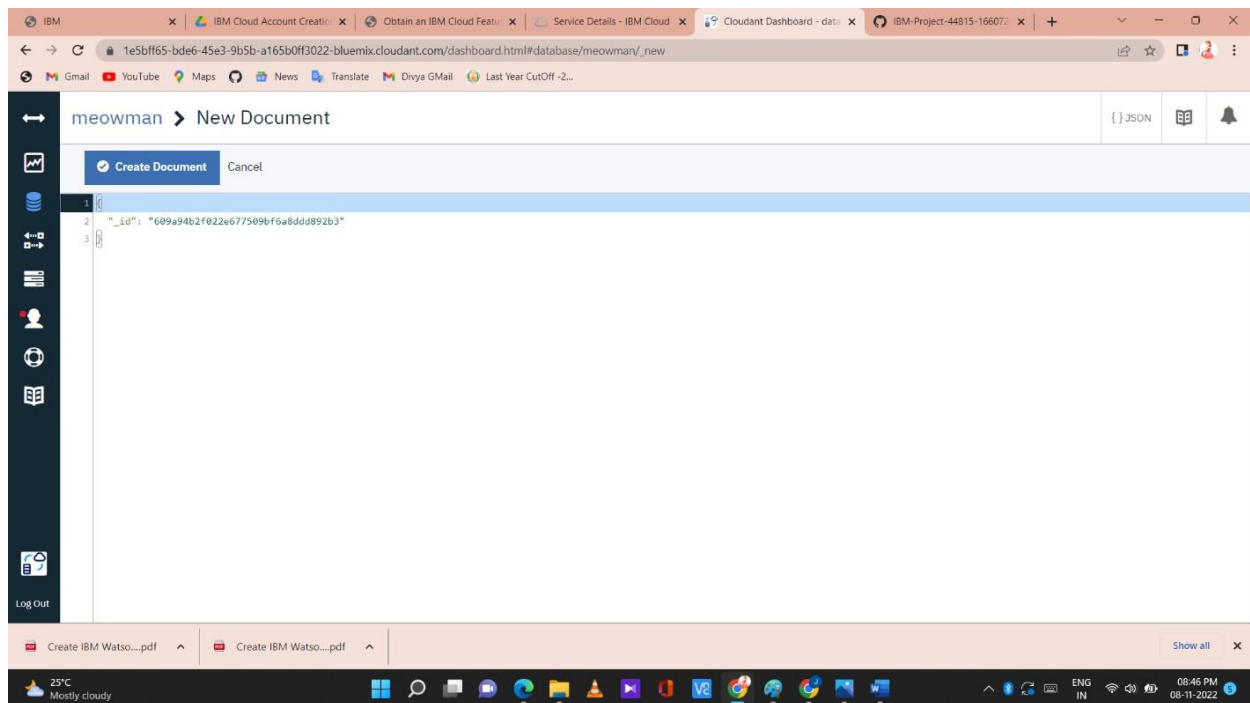 IBM
IBM Cloud Account Creatio
Obtain an IBM Cloud Featu
Service Details - IBM Cloud
Cloudant Dashboard - data
IBM-Project-44815-166072
1e5bff65-bde6-45e3-9b5b-a165b0ff3022-bluemix.cloudant.com/dashboard.html#database/meowman/_new
Gmail
YouTube
Maps
News
Translate
Divya GMail
Last Year CutOff -2...
meowman > New Document
{ } JSON
Create Document
Cancel
1 {
2 "_id": "609a94b2f022e677509bf6a8ddd892b3"
3 }
Log Out
Create IBM Watso....pdf
Create IBM Watso....pdf
Show all
25°C
Mostly cloudy
ENG
IN
08:46 PM
08-11-2022
5